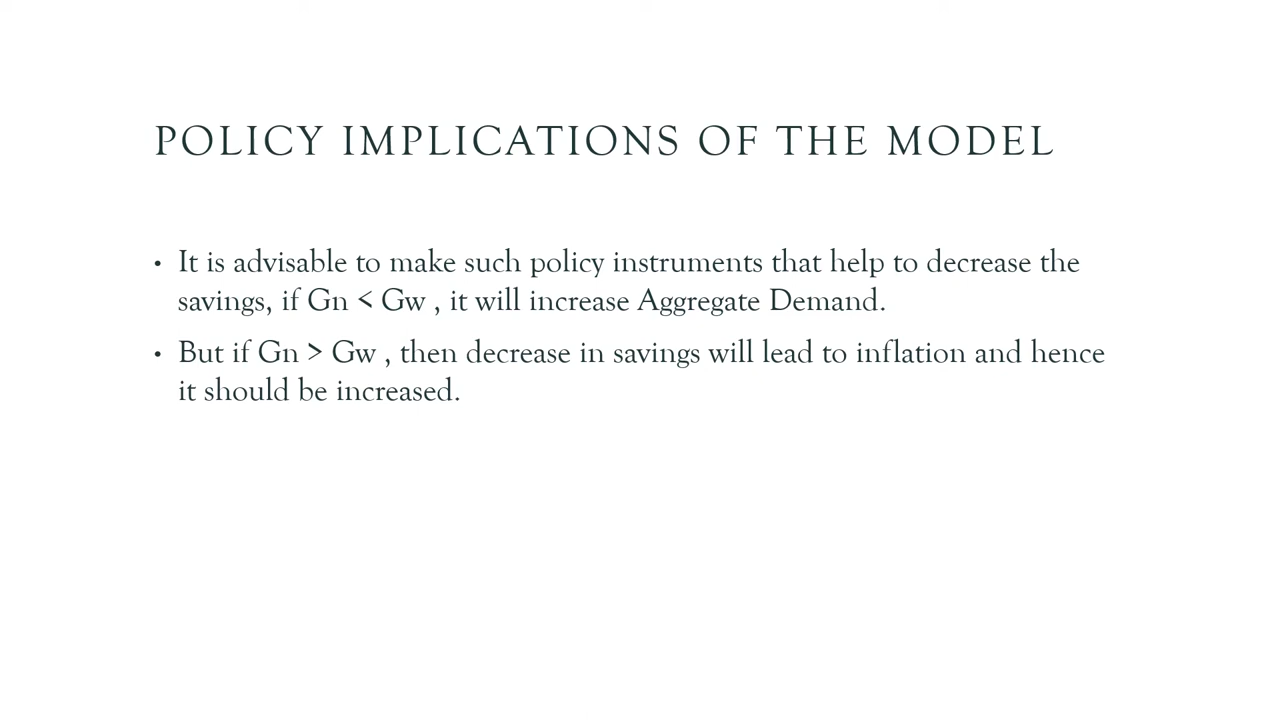 POLICY IMPLICATIONS OF THE MODEL
• It is advisable to make such policy instruments that help to decrease the
savings, if Gn < Gw , it will increase Aggregate Demand.
• But if Gn > Gw , then decrease in savings will lead to inflation and hence
it should be increased.